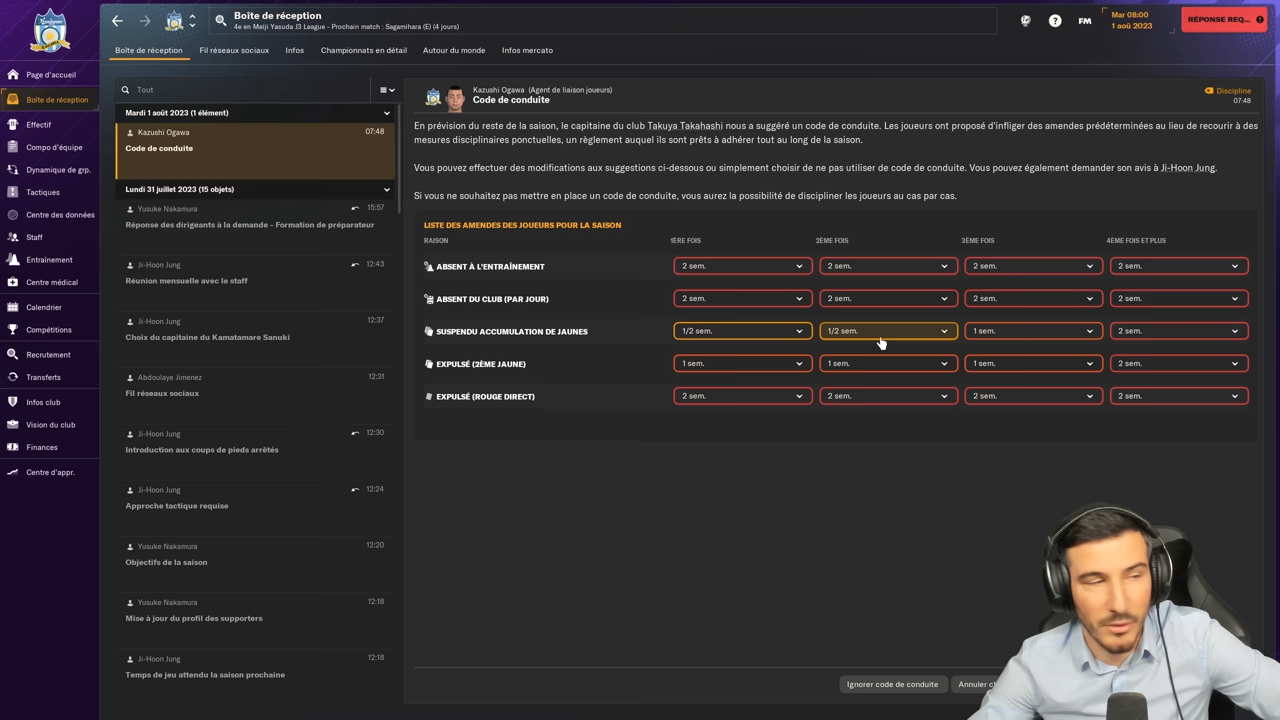 Boîte de réception
4e en Meiji Yasuda J3 League - Prochain match : Sagamihara (E) (4 jours)
FM
Mar 08:00
1 aoû 2023
RÉPONSE REQ...
Boîte de réception
Fil réseaux sociaux
Infos
Championnats en détail
Autour du monde
Infos mercato
Page d'accueil
Boîte de réception
Effectif
Compo d'équipe
Dynamique de grp.
Tactiques
Centre des données
Staff
Entraînement
Centre médical
Calendrier
Compétitions
Recrutement
Transferts
Infos club
Vision du club
Finances
Centre d'appr.
Tout
Mardi 1 août 2023 (1 élément)
Kazushi Ogawa 07:48
Code de conduite
Lundi 31 juillet 2023 (15 objets)
Yusuke Nakamura 15:57
Réponse des dirigeants à la demande - Formation de préparateur
Ji-Hoon Jung 12:43
Réunion mensuelle avec le staff
Ji-Hoon Jung 12:37
Choix du capitaine du Kamatamare Sanuki
Abdoulaye Jimenez 12:31
Fil réseaux sociaux
Ji-Hoon Jung 12:30
Introduction aux coups de pieds arrêtés
Ji-Hoon Jung 12:24
Approche tactique requise
Yusuke Nakamura 12:20
Objectifs de la saison
Yusuke Nakamura 12:18
Mise à jour du profil des supporters
Ji-Hoon Jung 12:18
Temps de jeu attendu la saison prochaine
Kazushi Ogawa (Agent de liaison joueurs)
Code de conduite
Discipline
07:48
En prévision du reste de la saison, le capitaine du club Takuya Takahashi nous a suggéré un code de conduite. Les joueurs ont proposé d'infliger des amendes prédéterminées au lieu de recourir à des
mesures disciplinaires ponctuelles, un règlement auquel ils sont prêts à adhérer tout au long de la saison.
Vous pouvez effectuer des modifications aux suggestions ci-dessous ou simplement choisir de ne pas utiliser de code de conduite. Vous pouvez également demander son avis à Ji-Hoon Jung.
Si vous ne souhaitez pas mettre en place un code de conduite, vous aurez la possibilité de discipliner les joueurs au cas par cas.
LISTE DES AMENDES DES JOUEURS POUR LA SAISON
RAISON 1ÈRE FOIS 2ÈME FOIS 3ÈME FOIS 4ÈME FOIS ET PLUS
ABSENT À L'ENTRAÎNEMENT 2 sem. 2 sem. 2 sem. 2 sem.
ABSENT DU CLUB (PAR JOUR) 2 sem. 2 sem. 2 sem. 2 sem.
SUSPENDU ACCUMULATION DE JAUNES 1/2 sem. 1/2 sem. 1 sem. 2 sem.
EXPULSÉ (2ÈME JAUNE) 1 sem. 1 sem. 1 sem. 2 sem.
EXPULSÉ (ROUGE DIRECT) 2 sem. 2 sem. 2 sem. 2 sem.
Ignorer code de conduite
Annuler